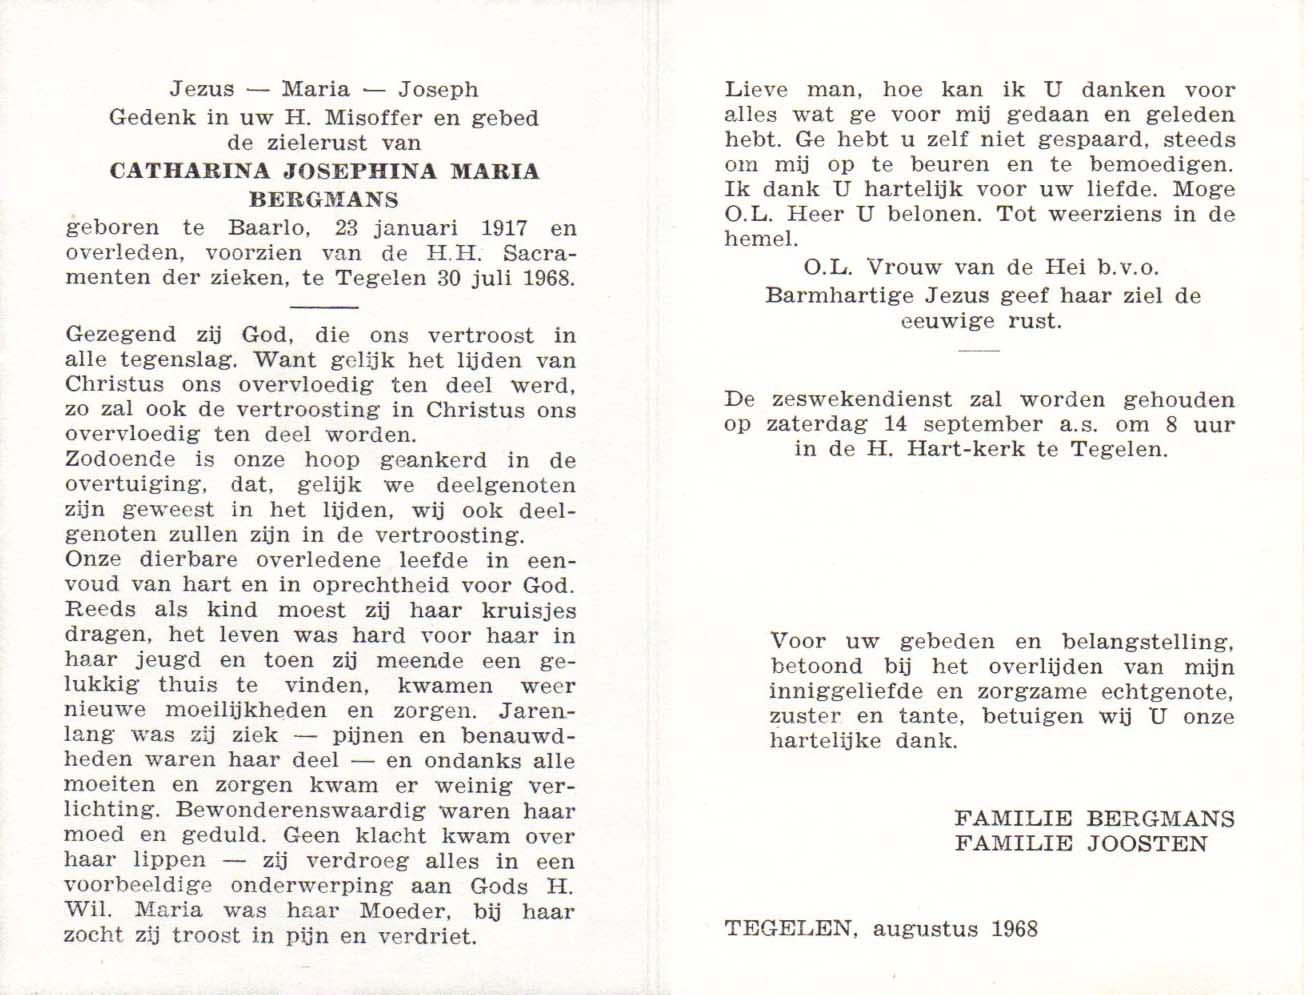 Jezus — Maria — Joseph
Gedenk in uw H. Misoffer en gebed
de zielerust van
CATHARINA JOSEPHINA MARIA
BERGMANS
geboren te Baarlo, 23 januari 1917 en
overleden, voorzien van de H.H. Sacra-
menten der zieken, te Tegelen 30 juli 1968.
Gezegend zij God, die ons vertroost in
alle tegenslag. Want gelijk het lijden van
Christus ons overvloedig ten deel werd,
zo zal ook de vertroosting in Christus ons
overvloedig ten deel worden.
Zodoende is onze hoop geankerd in de
overtuiging, dat, gelijk we deelgenoten
zijn geweest in het lijden, wij ook deel-
genoten zullen zijn in de vertroosting.
Onze dierbare overledene leefde in een-
voud van hart en in oprechtheid voor God.
Reeds als kind moest zij haar kruisjes
dragen, het leven was hard voor haar in
haar jeugd en toen zij meende een ge-
lukkig thuis te vinden, kwamen weer
nieuwe moeilijkheden en zorgen. Jaren-
lang was zij ziek — pijnen en benauwd-
heden waren haar deel — en ondanks alle
moeiten en zorgen kwam er weinig ver-
lichting. Bewonderenswaardig waren haar
moed en geduld. Geen klacht kwam over
haar lippen — zij verdroeg alles in een
voorbeeldige onderwerping aan Gods H.
Wil. Maria was haar Moeder, bij haar
zocht zij troost in pijn en verdriet.
Lieve man, hoe kan ik U danken voor
alles wat ge voor mij gedaan en geleden
hebt. Ge hebt u zelf niet gespaard, steeds
om mij op te beuren en te bemoedigen.
Ik dank U hartelijk voor uw liefde. Moge
O.L. Heer U belonen. Tot weerziens in de
hemel.
O.L. Vrouw van de Hei b.v.o.
Barmhartige Jezus geef haar ziel de
eeuwige rust.
De zeswekendienst zal worden gehouden
op zaterdag 14 september a.s. om 8 uur
in de H. Hart-kerk te Tegelen.
Voor uw gebeden en belangstelling,
betoond bij het overlijden van mijn
inniggeliefde en zorgzame echtgenote,
zuster en tante, betuigen wij U onze
hartelijke dank.
FAMILIE BERGMANS
FAMILIE JOOSTEN
TEGELEN, augustus 1968